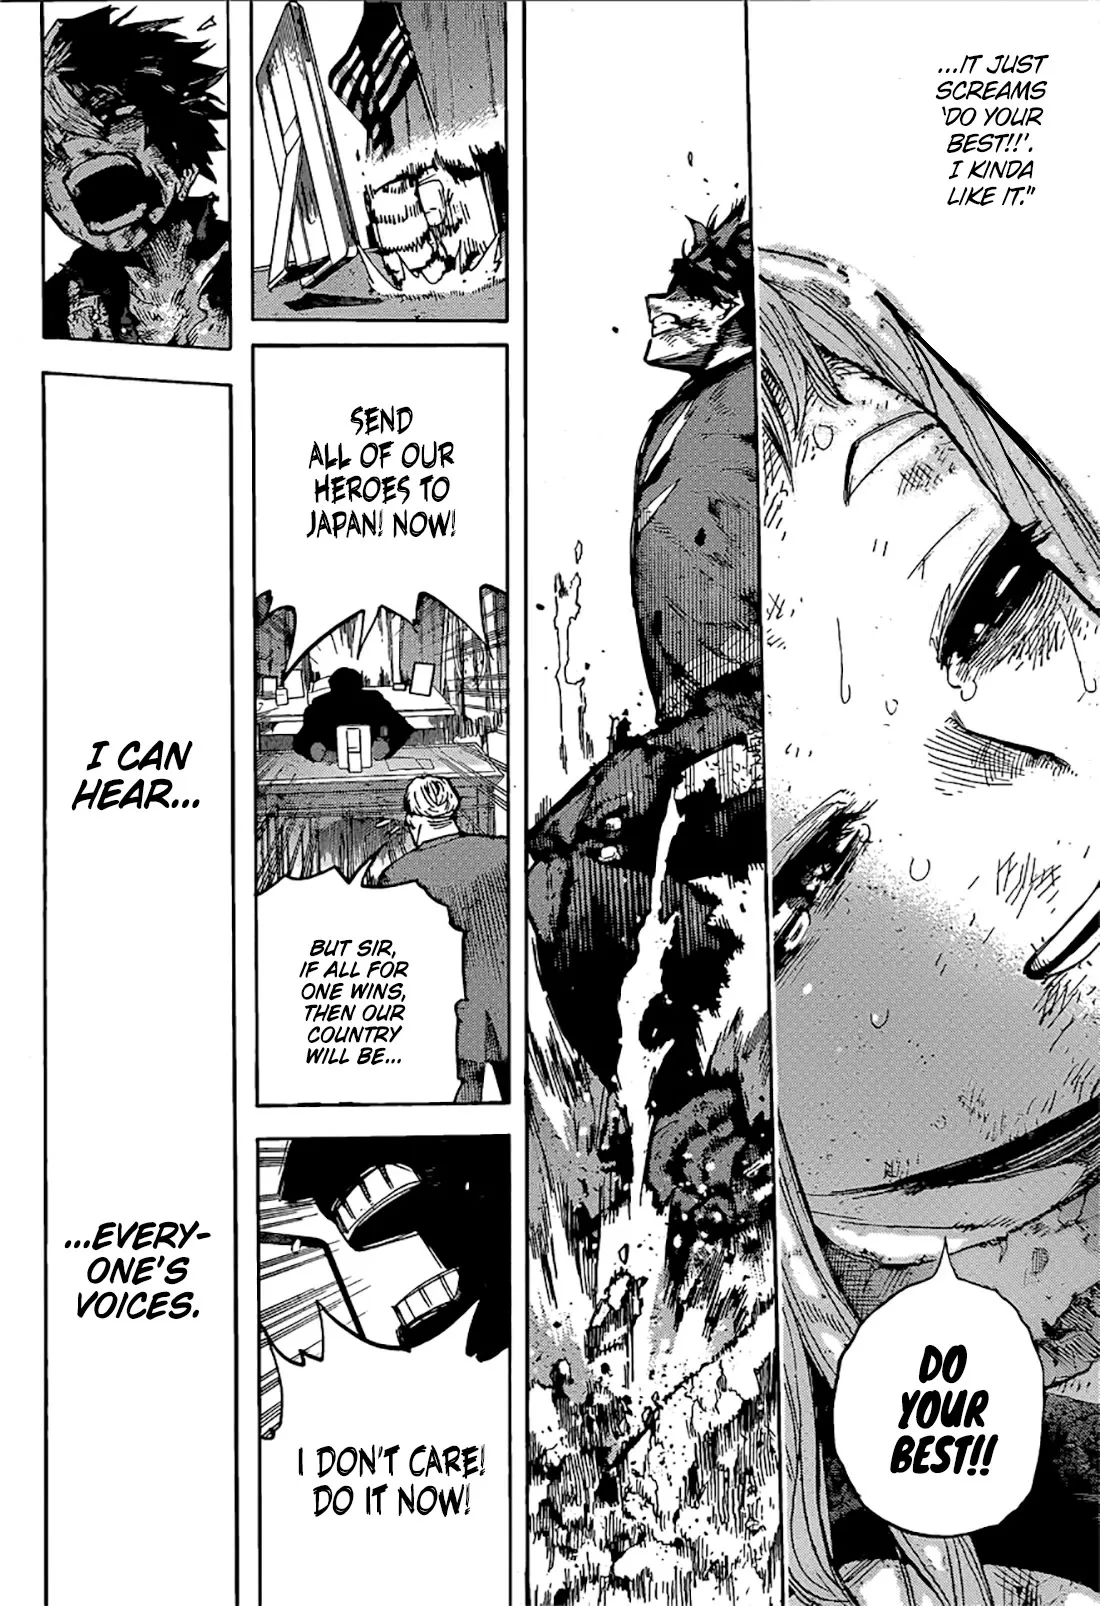 ...IT JUST
SCREAMS
'DO YOUR
BEST!!'.
I KINDA
LIKE IT."
DO
YOUR
BEST!!
SEND
ALL OF OUR
HEROES TO
JAPAN! NOW!
BUT SIR,
IF ALL FOR
ONE WINS,
THEN OUR
COUNTRY
WILL BE...
I DON'T CARE!
DO IT NOW!
I CAN
HEAR...
...EVERY-
ONE'S
VOICES.